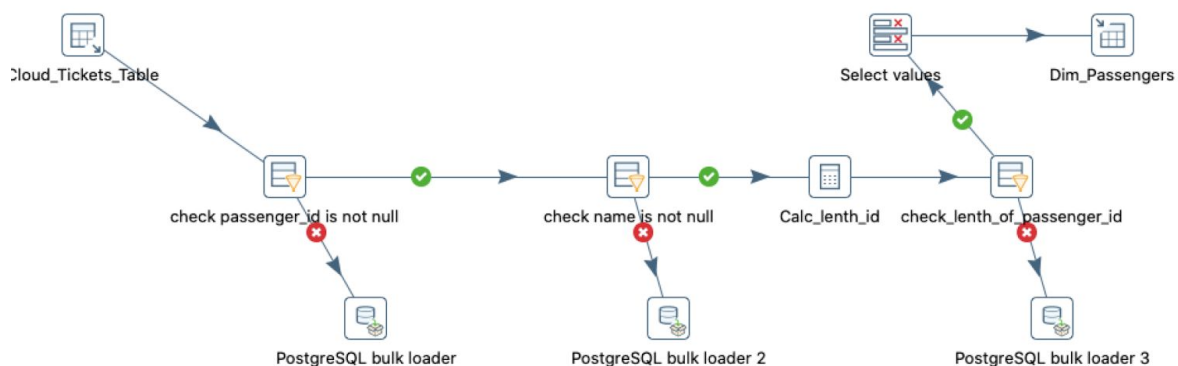 Cloud_Tickets_Table
Select values
Dim_Passengers
check passenger_id is not null
check name is not null
Calc_lenth_id
check_lenth_of_passenger_id
PostgreSQL bulk loader
PostgreSQL bulk loader 2
PostgreSQL bulk loader 3